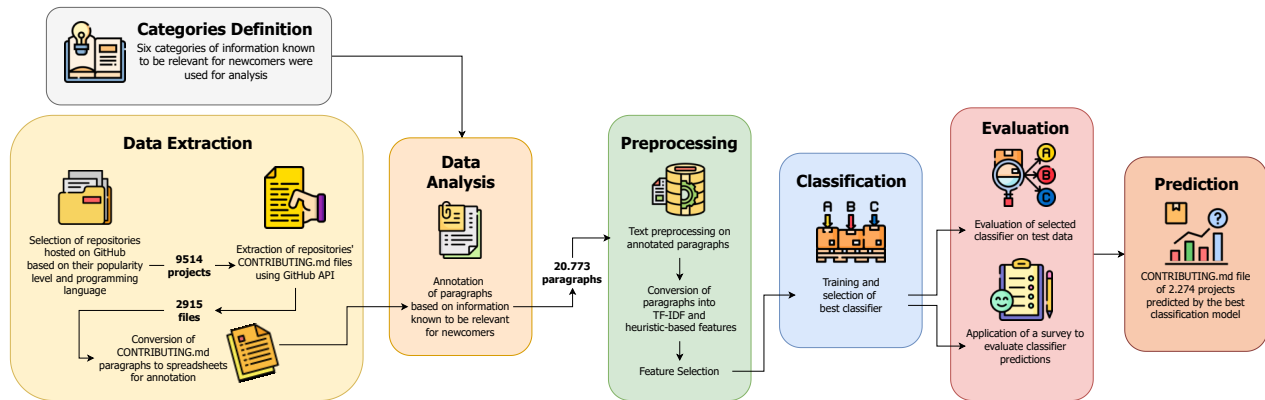 Categories Definition
Six categories of information known
to be relevant for newcomers were
used for analysis
Data Extraction
Selection of repositories
hosted on GitHub
based on their popularity
level and programming
language
9514
projects
Extraction of repositories'
CONTRIBUTING.md files
using GitHub API
2915
files
Conversion of
CONTRIBUTING.md
paragraphs to spreadsheets
for annotation
Data
Analysis
Annotation
of paragraphs
based on information
known to be relevant
for newcomers
20.773
paragraphs
Preprocessing
Text preprocessing on
annotated paragraphs
Conversion of
paragraphs into
TF-IDF and
heuristic-based features
Feature Selection
Classification
A B C
Training and
selection of
best classifier
Evaluation
A
B
C
Evaluation of selected
classifier on test data
Application of a survey to
evaluate classifier
predictions
Prediction
?
CONTRIBUTING.md file
of 2.274 projects
predicted by the best
classification model